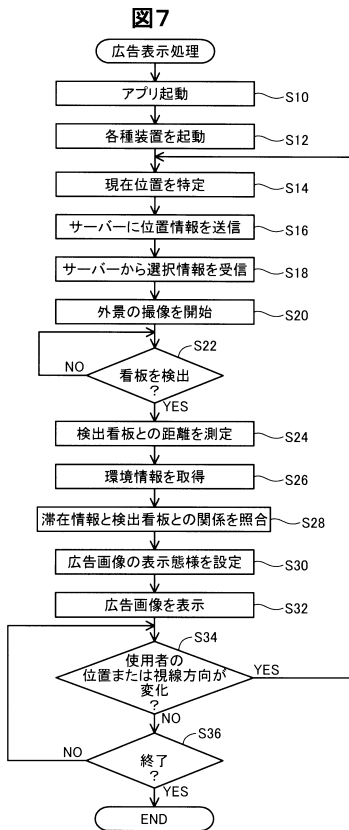 図7
広告表示処理
アプリ起動
S10
各種装置を起動
S12
現在位置を特定
S14
サーバーに位置情報を送信
S16
サーバーから選択情報を受信
S18
外景の撮像を開始
S20
S22
看板を検出
?
NO
YES
検出看板との距離を測定
S24
環境情報を取得
S26
滞在情報と検出看板との関係を照合
S28
広告画像の表示態様を設定
S30
広告画像を表示
S32
S34
使用者の
位置または視線方向が
変化
?
YES
NO
S36
終了
?
NO
YES
END